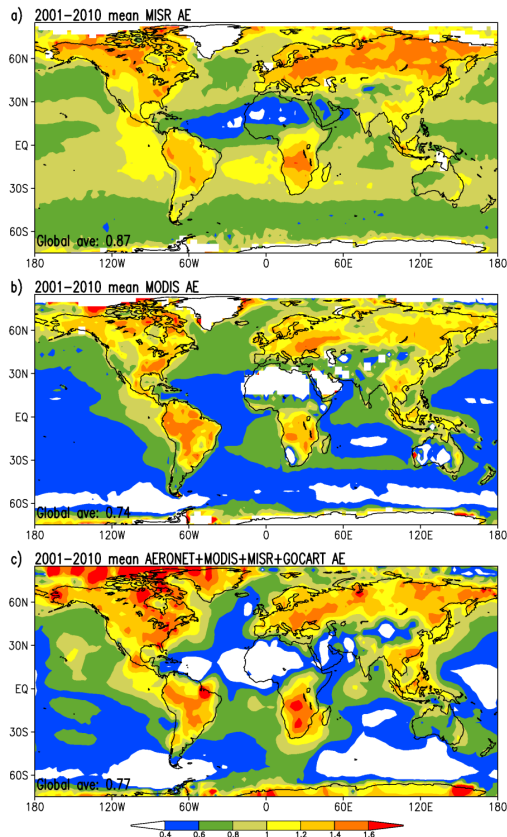 a) 2001-2010 mean MISR AE
60N
30N
EQ
30S
60S
Global ave: 0.87
180 120W 60W 0 60E 120E 180
b) 2001-2010 mean MODIS AE
60N
30N
EQ
30S
60S
Global ave: 0.74
180 120W 60W 0 60E 120E 180
c) 2001-2010 mean AERONET+MODIS+MISR+GOCART AE
60N
30N
EQ
30S
60S
Global ave: 0.77
180 120W 60W 0 60E 120E 180
0.4 0.6 0.8 1 1.2 1.4 1.6